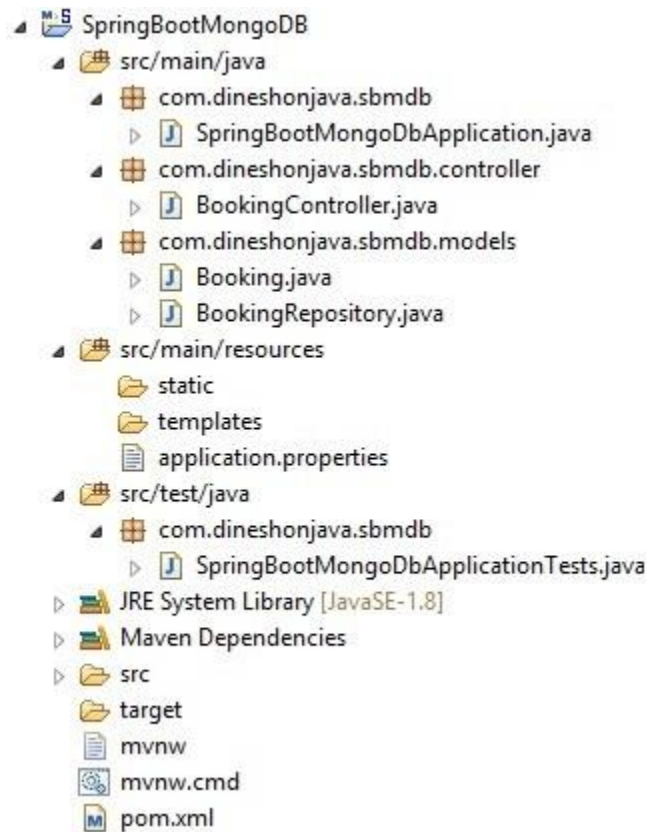 SpringBootMongoDB
src/main/java
com.dineshonjava.sbmdb
SpringBootMongoDbApplication.java
com.dineshonjava.sbmdb.controller
BookingController.java
com.dineshonjava.sbmdb.models
Booking.java
BookingRepository.java
src/main/resources
static
templates
application.properties
src/test/java
com.dineshonjava.sbmdb
SpringBootMongoDbApplicationTests.java
JRE System Library [JavaSE-1.8]
Maven Dependencies
src
target
mvnw
mvnw.cmd
pom.xml